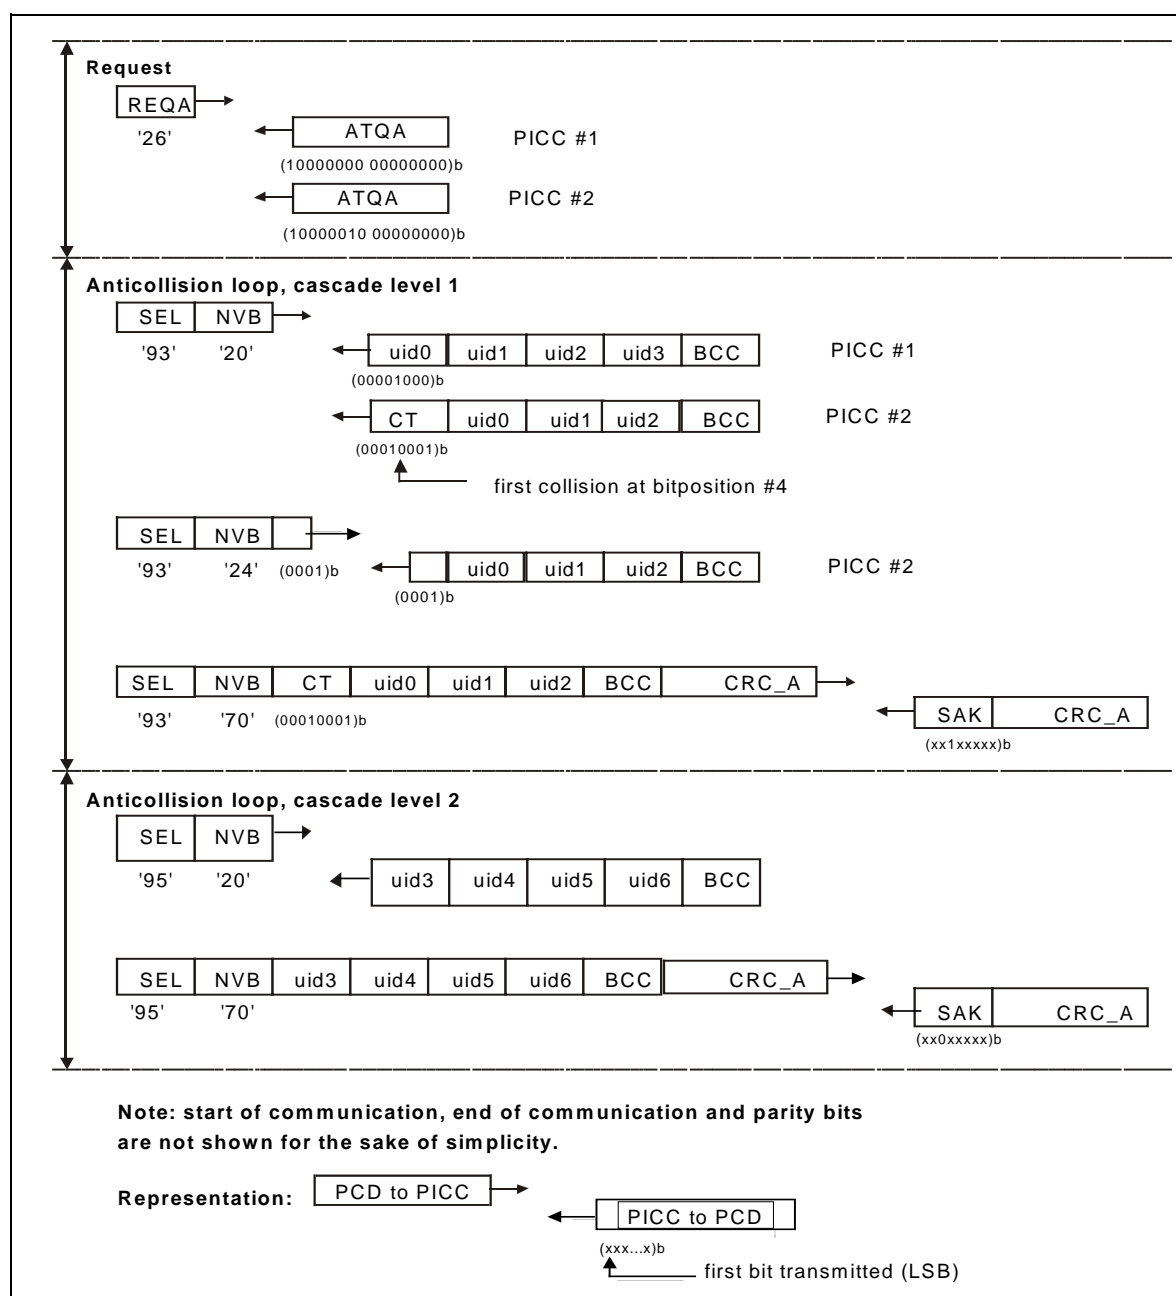 Request
REQA
'26'
ATQA PICC #1
(10000000 00000000)b
ATQA PICC #2
(10000010 00000000)b
Anticollision loop, cascade level 1
SEL NVB
'93' '20'
uid0 uid1 uid2 uid3 BCC PICC #1
(00001000)b
CT uid0 uid1 uid2 BCC PICC #2
(00010001)b
first collision at bitposition #4
SEL NVB
'93' '24' (0001)b
uid0 uid1 uid2 BCC PICC #2
(0001)b
SEL NVB CT uid0 uid1 uid2 BCC CRC_A
'93' '70' (00010001)b
SAK CRC_A
(xx1xxxxx)b
Anticollision loop, cascade level 2
SEL NVB
'95' '20'
uid3 uid4 uid5 uid6 BCC
SEL NVB uid3 uid4 uid5 uid6 BCC CRC_A
'95' '70'
SAK CRC_A
(xx0xxxxx)b
Note: start of communication, end of communication and parity bits
are not shown for the sake of simplicity.
Representation: PCD to PICC
PICC to PCD
(xxx...x)b
first bit transmitted (LSB)